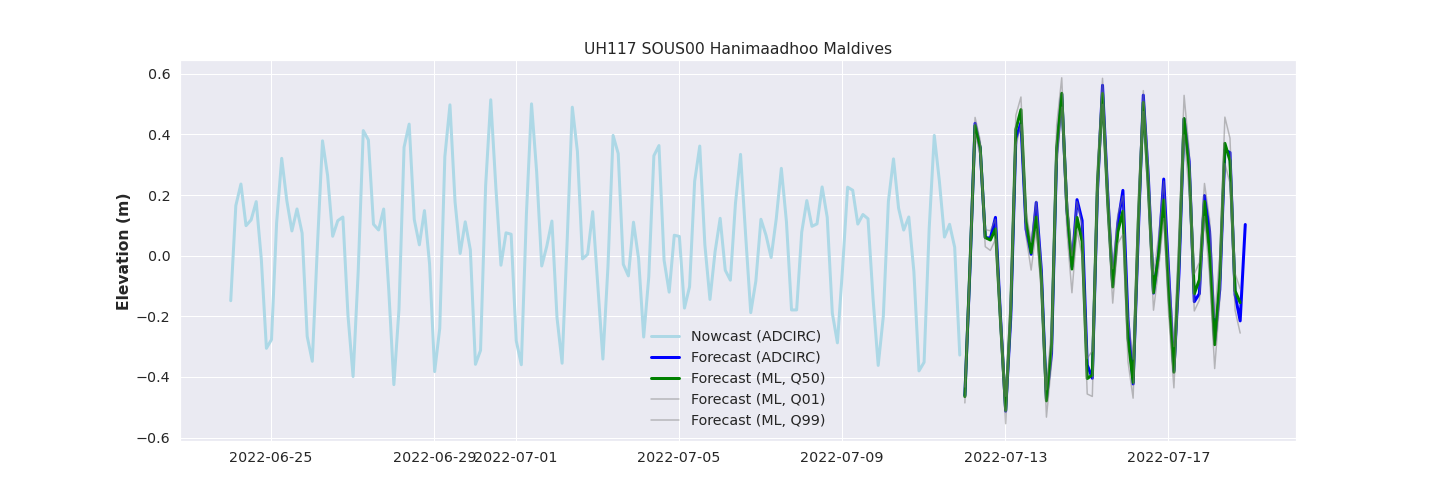 UH117 SOUS00 Hanimaadhoo Maldives
Elevation (m)
0.6
0.4
0.2
0.0
−0.2
−0.4
−0.6
Nowcast (ADCIRC)
Forecast (ADCIRC)
Forecast (ML, Q50)
Forecast (ML, Q01)
Forecast (ML, Q99)
2022-06-25
2022-06-29
2022-07-01
2022-07-05
2022-07-09
2022-07-13
2022-07-17